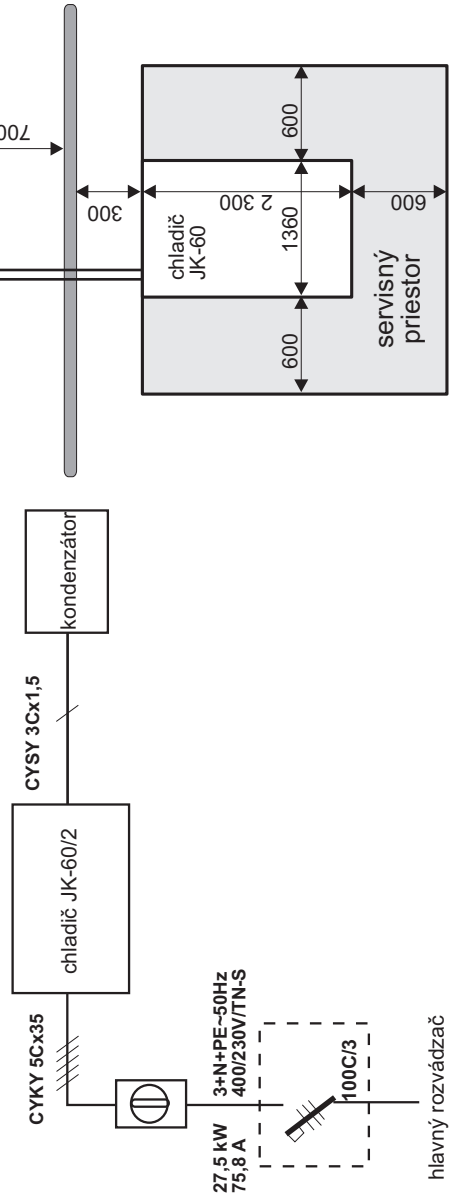 700
300
chladič
JK-60
2 300
600
1360
600
600
servisný
priestor
kondenzátor
CYSY 3Cx1,5
chladič JK-60/2
CYKY 5Cx35
27,5 kW
75,8 A
3+N+PE~50Hz
400/230V/TN-S
100C/3
hlavný rozvádzač